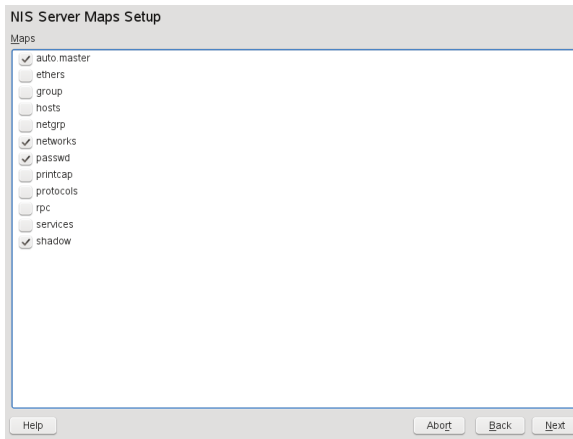 NIS Server Maps Setup
Maps
auto.master
ethers
group
hosts
netgrp
networks
passwd
printcap
protocols
rpc
services
shadow
Help Abort Back Next